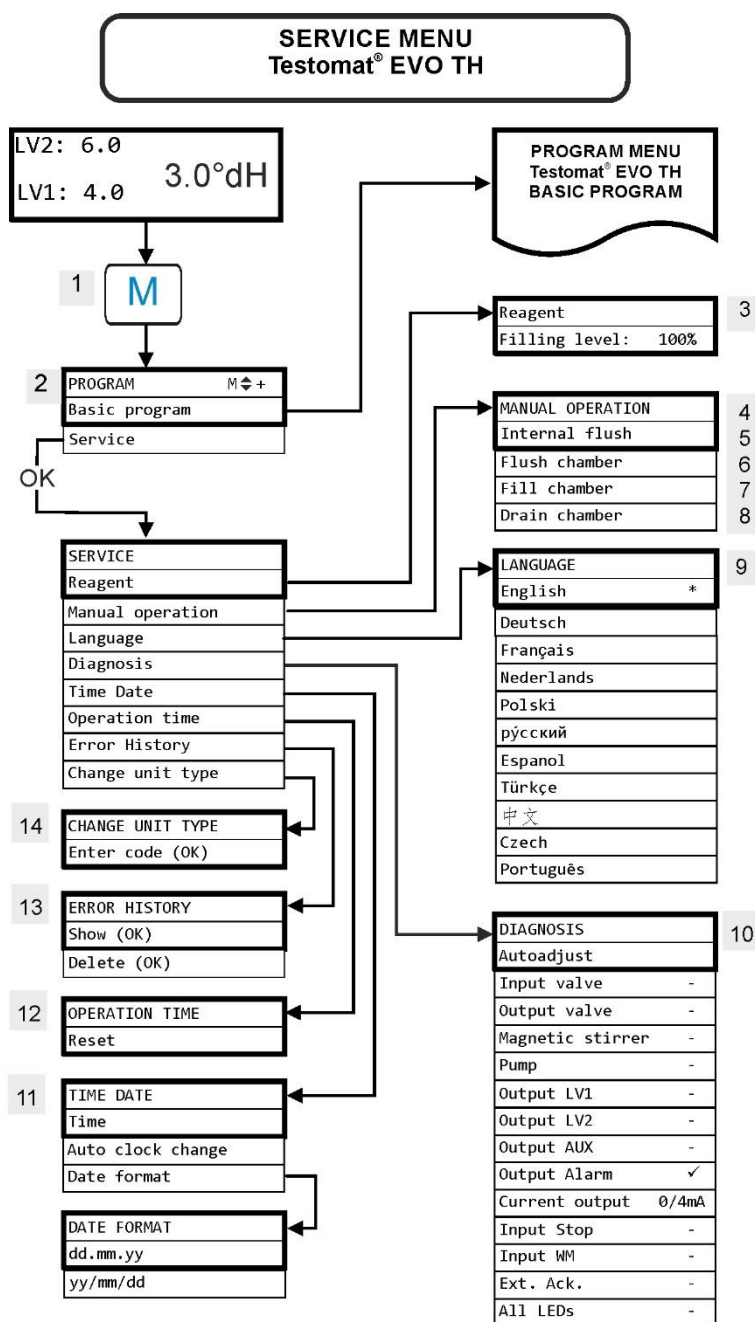 SERVICE MENU
Testomat® EVO TH
LV2: 6.0
3.0°dH
LV1: 4.0
PROGRAM MENU
Testomat® EVO TH
BASIC PROGRAM
1
M
2
PROGRAM M+
Basic program
Service
OK
Reagent
Filling level: 100%
3
MANUAL OPERATION
4
Internal flush
5
Flush chamber
6
Fill chamber
7
Drain chamber
8
SERVICE
Reagent
Manual operation
Language
Diagnosis
Time Date
Operation time
Error History
Change unit type
LANGUAGE
9
English *
Deutsch
Français
Nederlands
Polski
ру́сский
Espanol
Türkçe
中文
Czech
Português
14
CHANGE UNIT TYPE
Enter code (OK)
13
ERROR HISTORY
Show (OK)
Delete (OK)
12
OPERATION TIME
Reset
11
TIME DATE
Time
Auto clock change
Date format
DATE FORMAT
dd.mm.yy
yy/mm/dd
DIAGNOSIS
10
Autoadjust
Input valve -
Output valve -
Magnetic stirrer -
Pump -
Output LV1 -
Output LV2 -
Output AUX -
Output Alarm ✓
Current output 0/4mA
Input Stop -
Input WM -
Ext. Ack. -
All LEDs -